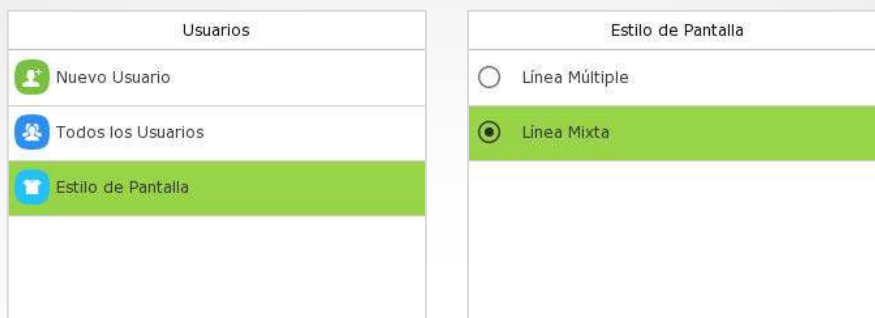 Usuarios
Nuevo Usuario
Todos los Usuarios
Estilo de Pantalla
Estilo de Pantalla
Línea Múltiple
Línea Mixta